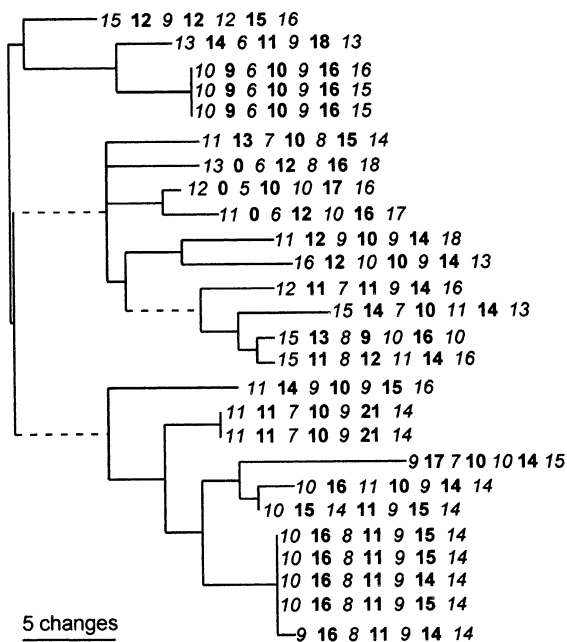 15 12 9 12 12 15 16
13 14 6 11 9 18 13
10 9 6 10 9 16 16
10 9 6 10 9 16 15
10 9 6 10 9 16 15
11 13 7 10 8 15 14
13 0 6 12 8 16 18
12 0 5 10 10 17 16
11 0 6 12 10 16 17
11 12 9 10 9 14 18
16 12 10 10 9 14 13
12 11 7 11 9 14 16
15 14 7 10 11 14 13
15 13 8 9 10 16 10
15 11 8 12 11 14 16
11 14 9 10 9 15 16
11 11 7 10 9 21 14
11 11 7 10 9 21 14
9 17 7 10 10 14 15
10 16 11 10 9 14 14
10 15 14 11 9 15 14
10 16 8 11 9 15 14
10 16 8 11 9 15 14
10 16 8 11 9 14 14
10 16 8 11 9 15 14
9 16 8 11 9 14 14
5 changes